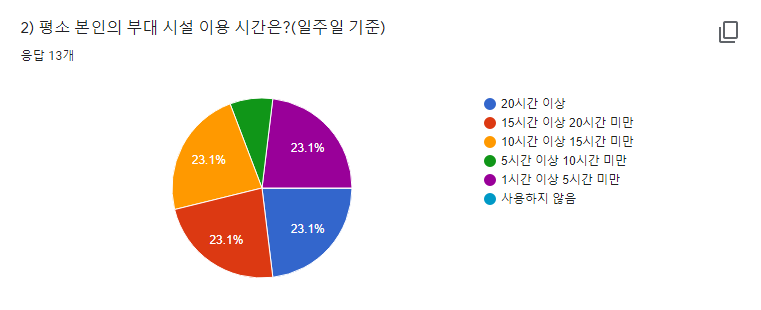 2) 평소 본인의 부대 시설 이용 시간은?(일주일 기준)
응답 13개
20시간 이상
15시간 이상 20시간 미만
10시간 이상 15시간 미만
5시간 이상 10시간 미만
1시간 이상 5시간 미만
사용하지 않음
23.1%
23.1%
23.1%
23.1%